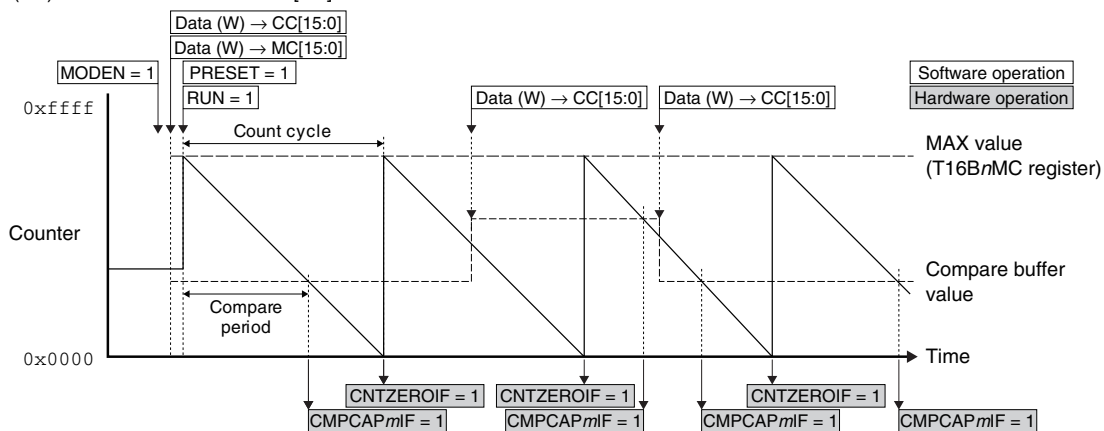 Data (W) → CC[15:0]
Data (W) → MC[15:0]
MODEN = 1
PRESET = 1
RUN = 1
Software operation
Hardware operation
0xffff
Data (W) → CC[15:0]
Data (W) → CC[15:0]
Count cycle
MAX value
(T16BnMC register)
Counter
Compare buffer
value
Compare
period
0x0000
Time
CNTZEROIF = 1
CNTZEROIF = 1
CNTZEROIF = 1
CMPCAPmIF = 1
CMPCAPmIF = 1
CMPCAPmIF = 1
CMPCAPmIF = 1